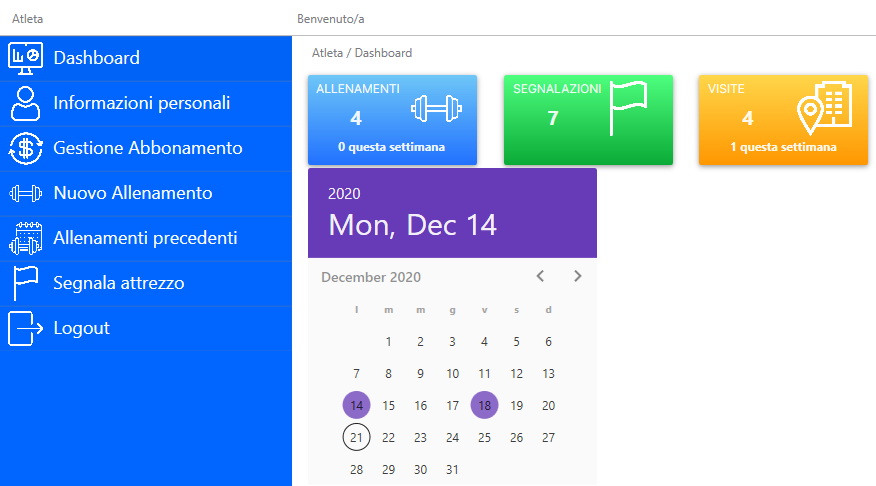 Atleta
Benvenuto/a
Dashboard
Informazioni personali
Gestione Abbonamento
Nuovo Allenamento
Allenamenti precedenti
Segnala attrezzo
Logout
Atleta / Dashboard
ALLENAMENTI
4
0 questa settimana
SEGNALAZIONI
7
VISITE
4
1 questa settimana
2020
Mon, Dec 14
December 2020
l m m g v s d
1 2 3 4 5 6
7 8 9 10 11 12 13
14 15 16 17 18 19 20
21 22 23 24 25 26 27
28 29 30 31